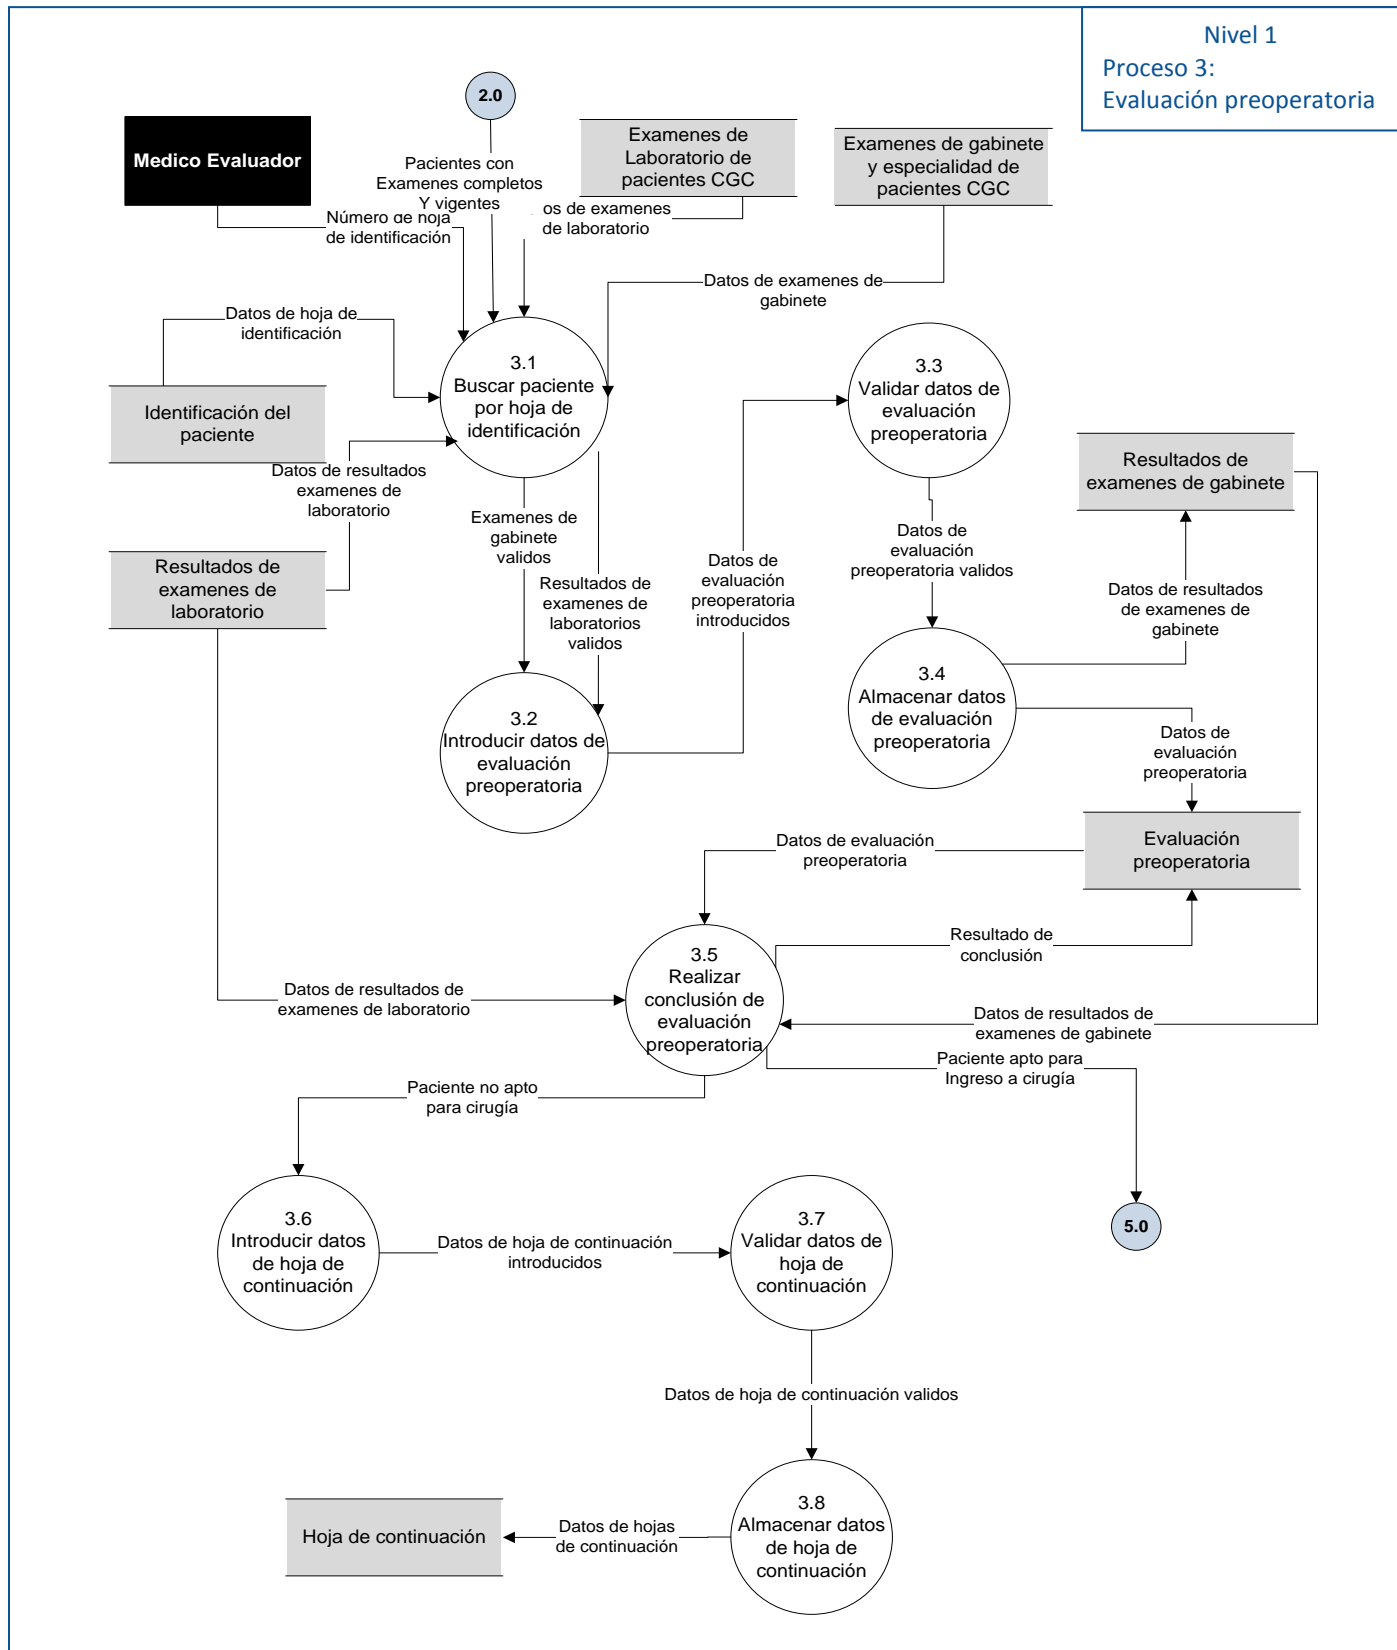 Nivel 1
Proceso 3:
Evaluación preoperatoria
2.0
Medico Evaluador
Pacientes con
Examenes completos
Y vigentes
Examenes de
Laboratorio de
pacientes CGC
Examenes de gabinete
y especialidad de
pacientes CGC
Número de hoja
de identificación
os de examenes
de laboratorio
Datos de examenes de
gabinete
Datos de hoja de
identificación
3.1
Buscar paciente
por hoja de
identificación
3.3
Validar datos de
evaluación
preoperatoria
Identificación del
paciente
Datos de resultados
examenes de
laboratorio
Resultados de
examenes de gabinete
Examenes de
gabinete
validos
Datos de
evaluación
preoperatoria validos
Resultados de
examenes de
laboratorio
Resultados de
examenes de
laboratorios
validos
Datos de
evaluación
preoperatoria
introducidos
Datos de resultados
de examenes de
gabinete
3.2
Introducir datos de
evaluación
preoperatoria
3.4
Almacenar datos
de evaluación
preoperatoria
Datos de
evaluación
preoperatoria
Datos de evaluación
preoperatoria
Evaluación
preoperatoria
3.5
Realizar
conclusión de
evaluación
preoperatoria
Resultado de
conclusión
Datos de resultados de
examenes de laboratorio
Datos de resultados de
examenes de gabinete
Paciente apto para
Ingreso a cirugía
Paciente no apto
para cirugía
3.6
Introducir datos
de hoja de
continuación
Datos de hoja de continuación
introducidos
3.7
Validar datos de
hoja de
continuación
5.0
Datos de hoja de continuación validos
3.8
Almacenar datos
de hoja de
continuación
Datos de hojas
de continuación
Hoja de continuación